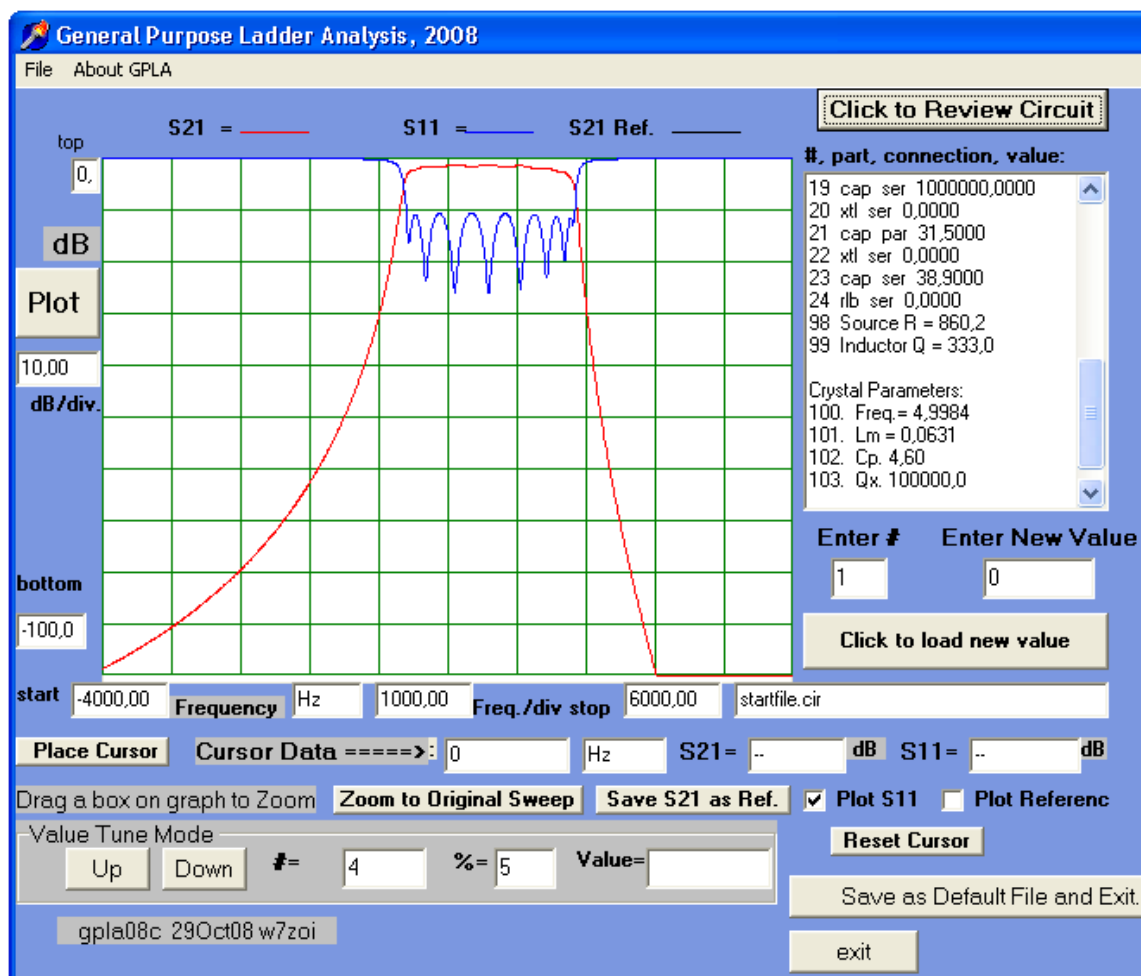 General Purpose Ladder Analysis, 2008
File About GPLA
Click to Review Circuit
S21 = S11 = S21 Ref.
top
0,
#, part, connection, value:
19 cap ser 1000000,0000
20 xtl ser 0,0000
21 cap par 31,5000
22 xtl ser 0,0000
23 cap ser 38,9000
24 rlb ser 0,0000
98 Source R = 860,2
99 Inductor Q = 333,0
Crystal Parameters:
100. Freq.= 4,9984
101. Lm = 0,0631
102. Cp. 4,60
103. Qx. 100000,0
dB
Plot
10,00
dB/div.
Enter # Enter New Value
1 0
bottom
-100,0
Click to load new value
start -4000,00 Frequency Hz 1000,00 Freq./div stop 6000,00 startfile.cir
Place Cursor Cursor Data =====>: 0 Hz S21= -- dB S11= -- dB
Drag a box on graph to Zoom Zoom to Original Sweep Save S21 as Ref. Plot S11 Plot Referenc
Value Tune Mode
Up Down #= 4 %= 5 Value=
Reset Cursor
Save as Default File and Exit.
gpla08c 29Oct08 w7zoi
exit